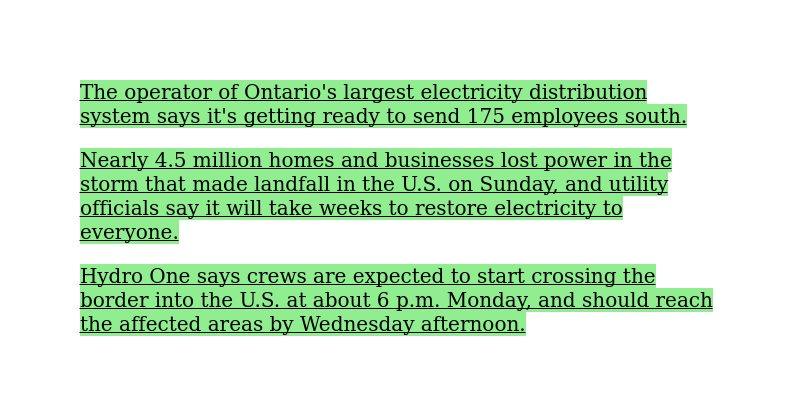 The operator of Ontario's largest electricity distribution
system says it's getting ready to send 175 employees south.
Nearly 4.5 million homes and businesses lost power in the
storm that made landfall in the U.S. on Sunday, and utility
officials say it will take weeks to restore electricity to
everyone.
Hydro One says crews are expected to start crossing the
border into the U.S. at about 6 p.m. Monday, and should reach
the affected areas by Wednesday afternoon.